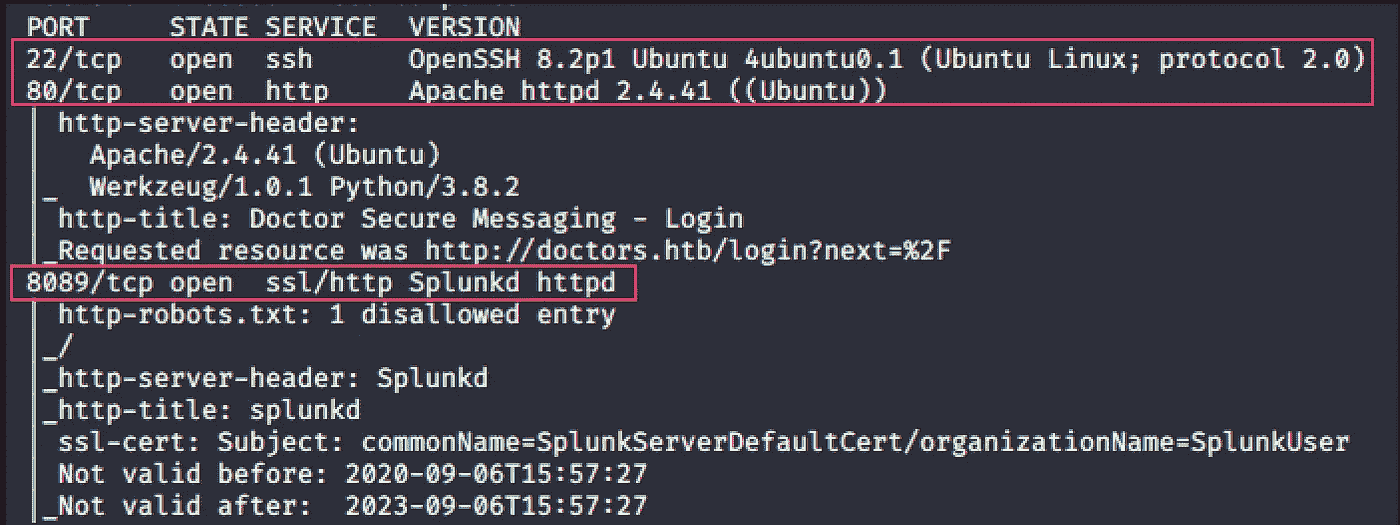 PORT     STATE SERVICE  VERSION
22/tcp   open  ssh      OpenSSH 8.2p1 Ubuntu 4ubuntu0.1 (Ubuntu Linux; protocol 2.0)
80/tcp   open  http     Apache httpd 2.4.41 ((Ubuntu))
| http-server-header:
|   Apache/2.4.41 (Ubuntu)
|_  Werkzeug/1.0.1 Python/3.8.2
| http-title: Doctor Secure Messaging - Login
|_Requested resource was http://doctors.htb/login?next=%2F
8089/tcp open  ssl/http Splunkd httpd
| http-robots.txt: 1 disallowed entry
|_/
|_http-server-header: Splunkd
|_http-title: splunkd
| ssl-cert: Subject: commonName=SplunkServerDefaultCert/organizationName=SplunkUser
| Not valid before: 2020-09-06T15:57:27
|_Not valid after:  2023-09-06T15:57:27